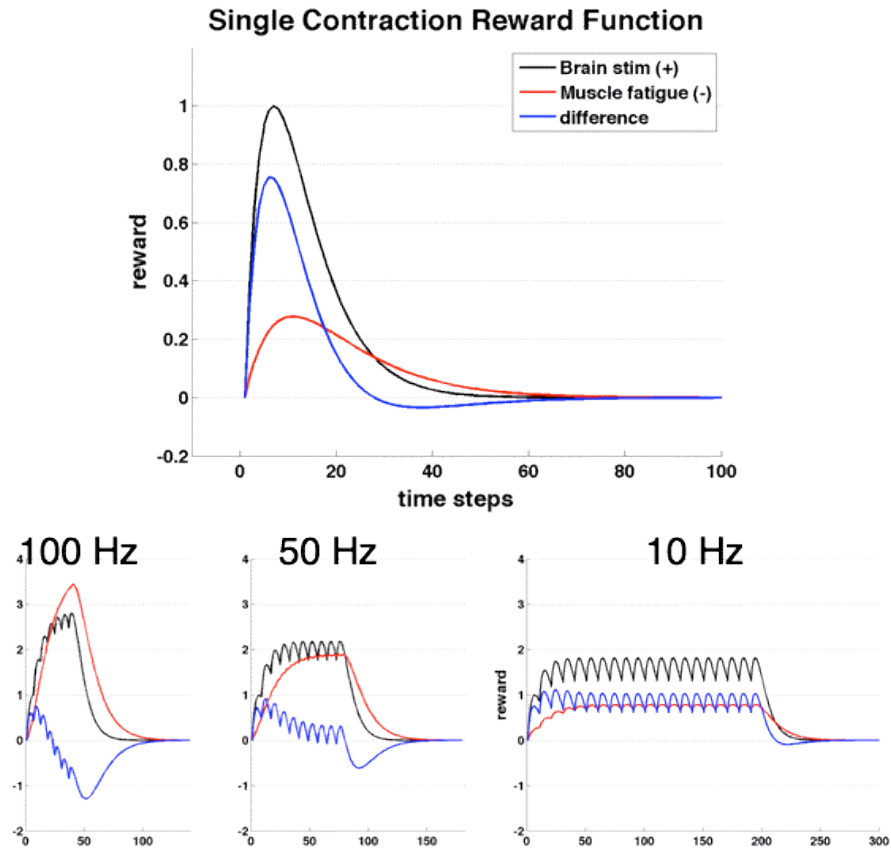 Single Contraction Reward Function
Brain stim (+)
Muscle fatigue (-)
difference
reward
1
0.8
0.6
0.4
0.2
0
-0.2
0 20 40 60 80 100
time steps
100 Hz
4
3
2
1
0
-1
-2
0 50 100
50 Hz
4
3
2
1
0
-1
-2
0 50 100 150
10 Hz
reward
4
3
2
1
0
-1
-2
0 50 100 150 200 250 300